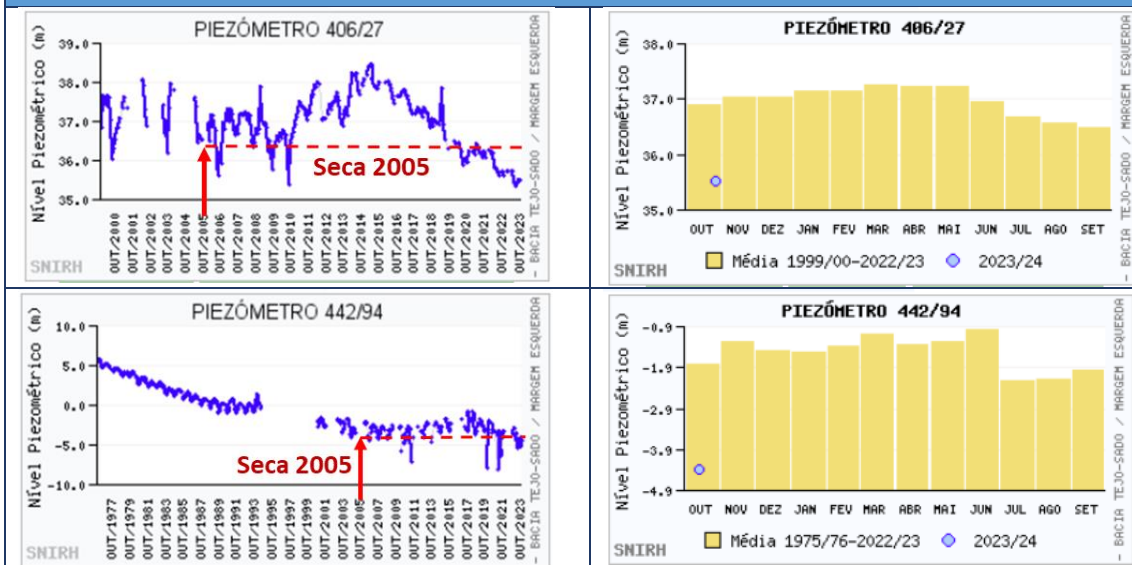 PIEZÓMETRO 406/27
Nível Piezométrico (m)
39.0
38.0
37.0
36.0
35.0
Seca 2005
OUT/2000
OUT/2001
OUT/2002
OUT/2003
OUT/2004
OUT/2005
OUT/2006
OUT/2007
OUT/2008
OUT/2009
OUT/2010
OUT/2011
OUT/2012
OUT/2013
OUT/2014
OUT/2015
OUT/2016
OUT/2017
OUT/2018
OUT/2019
OUT/2020
OUT/2021
OUT/2022
OUT/2023
SNIRH
- BACIA TEJO-SADO / MARGEM ESQUERDA
PIEZÓMETRO 406/27
Nível Piezométrico (m)
38.0
37.0
36.0
35.0
OUT NOV DEZ JAN FEV MAR ABR MAI JUN JUL AGO SET
Média 1999/00-2022/23 2023/24
SNIRH
- BACIA TEJO-SADO / MARGEM ESQUERDA
PIEZÓMETRO 442/94
Nível Piezométrico (m)
10.0
5.0
0.0
-5.0
-10.0
Seca 2005
OUT/1977
OUT/1979
OUT/1981
OUT/1983
OUT/1985
OUT/1987
OUT/1989
OUT/1991
OUT/1993
OUT/1995
OUT/1997
OUT/1999
OUT/2001
OUT/2003
OUT/2005
OUT/2007
OUT/2009
OUT/2011
OUT/2013
OUT/2015
OUT/2017
OUT/2019
OUT/2021
OUT/2023
SNIRH
- BACIA TEJO-SADO / MARGEM ESQUERDA
PIEZÓMETRO 442/94
Nível Piezométrico (m)
-0.9
-1.9
-2.9
-3.9
-4.9
OUT NOV DEZ JAN FEV MAR ABR MAI JUN JUL AGO SET
Média 1975/76-2022/23 2023/24
SNIRH
- BACIA TEJO-SADO / MARGEM ESQUERDA